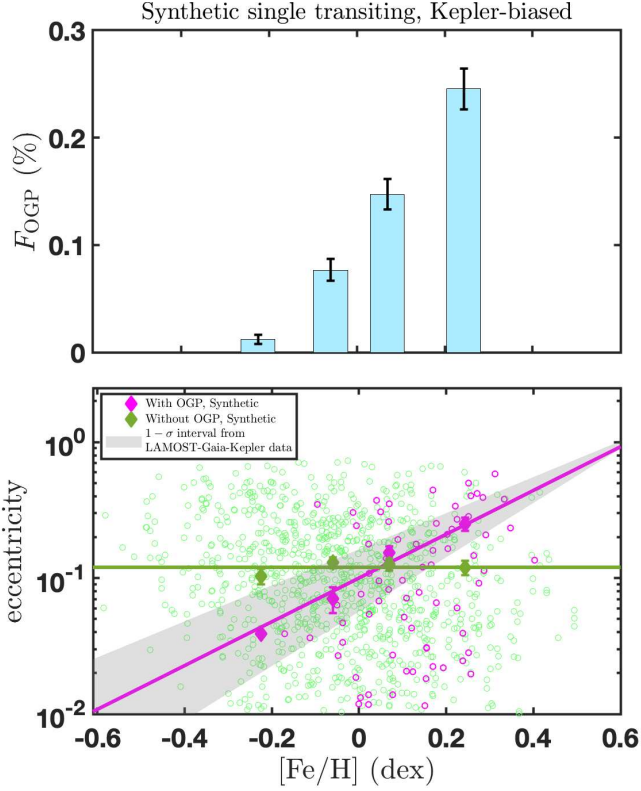 Synthetic single transiting, Kepler-biased
0.3
0.2
0.1
0
F_OGP (%)
With OGP, Synthetic
Without OGP, Synthetic
1 − σ interval from
LAMOST-Gaia-Kepler data
10^0
10^-1
10^-2
eccentricity
-0.6 -0.4 -0.2 0 0.2 0.4 0.6
[Fe/H] (dex)